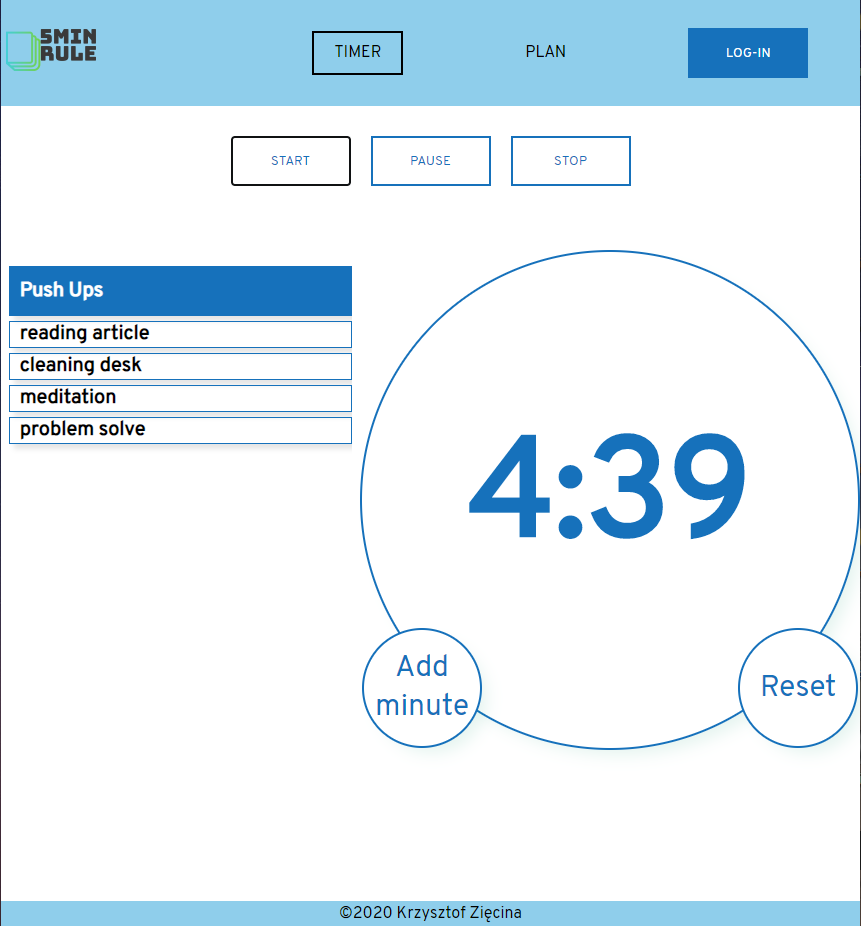 5MIN
RULE
TIMER
PLAN
LOG-IN
START
PAUSE
STOP
Push Ups
reading article
cleaning desk
meditation
problem solve
4:39
Add
minute
Reset
©2020 Krzysztof Zięcina